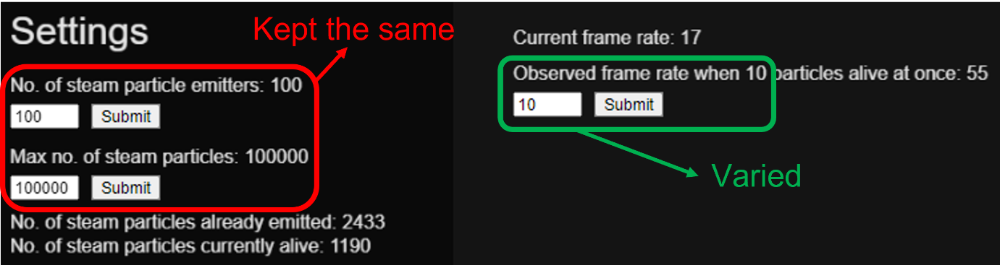 Settings
Kept the same
No. of steam particle emitters: 100
100 Submit
Max no. of steam particles: 100000
100000 Submit
No. of steam particles already emitted: 2433
No. of steam particles currently alive: 1190
Current frame rate: 17
Observed frame rate when 10 particles alive at once: 55
10 Submit
Varied